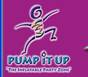 PUMP IT UP
THE INFLATABLE PARTY ZONE